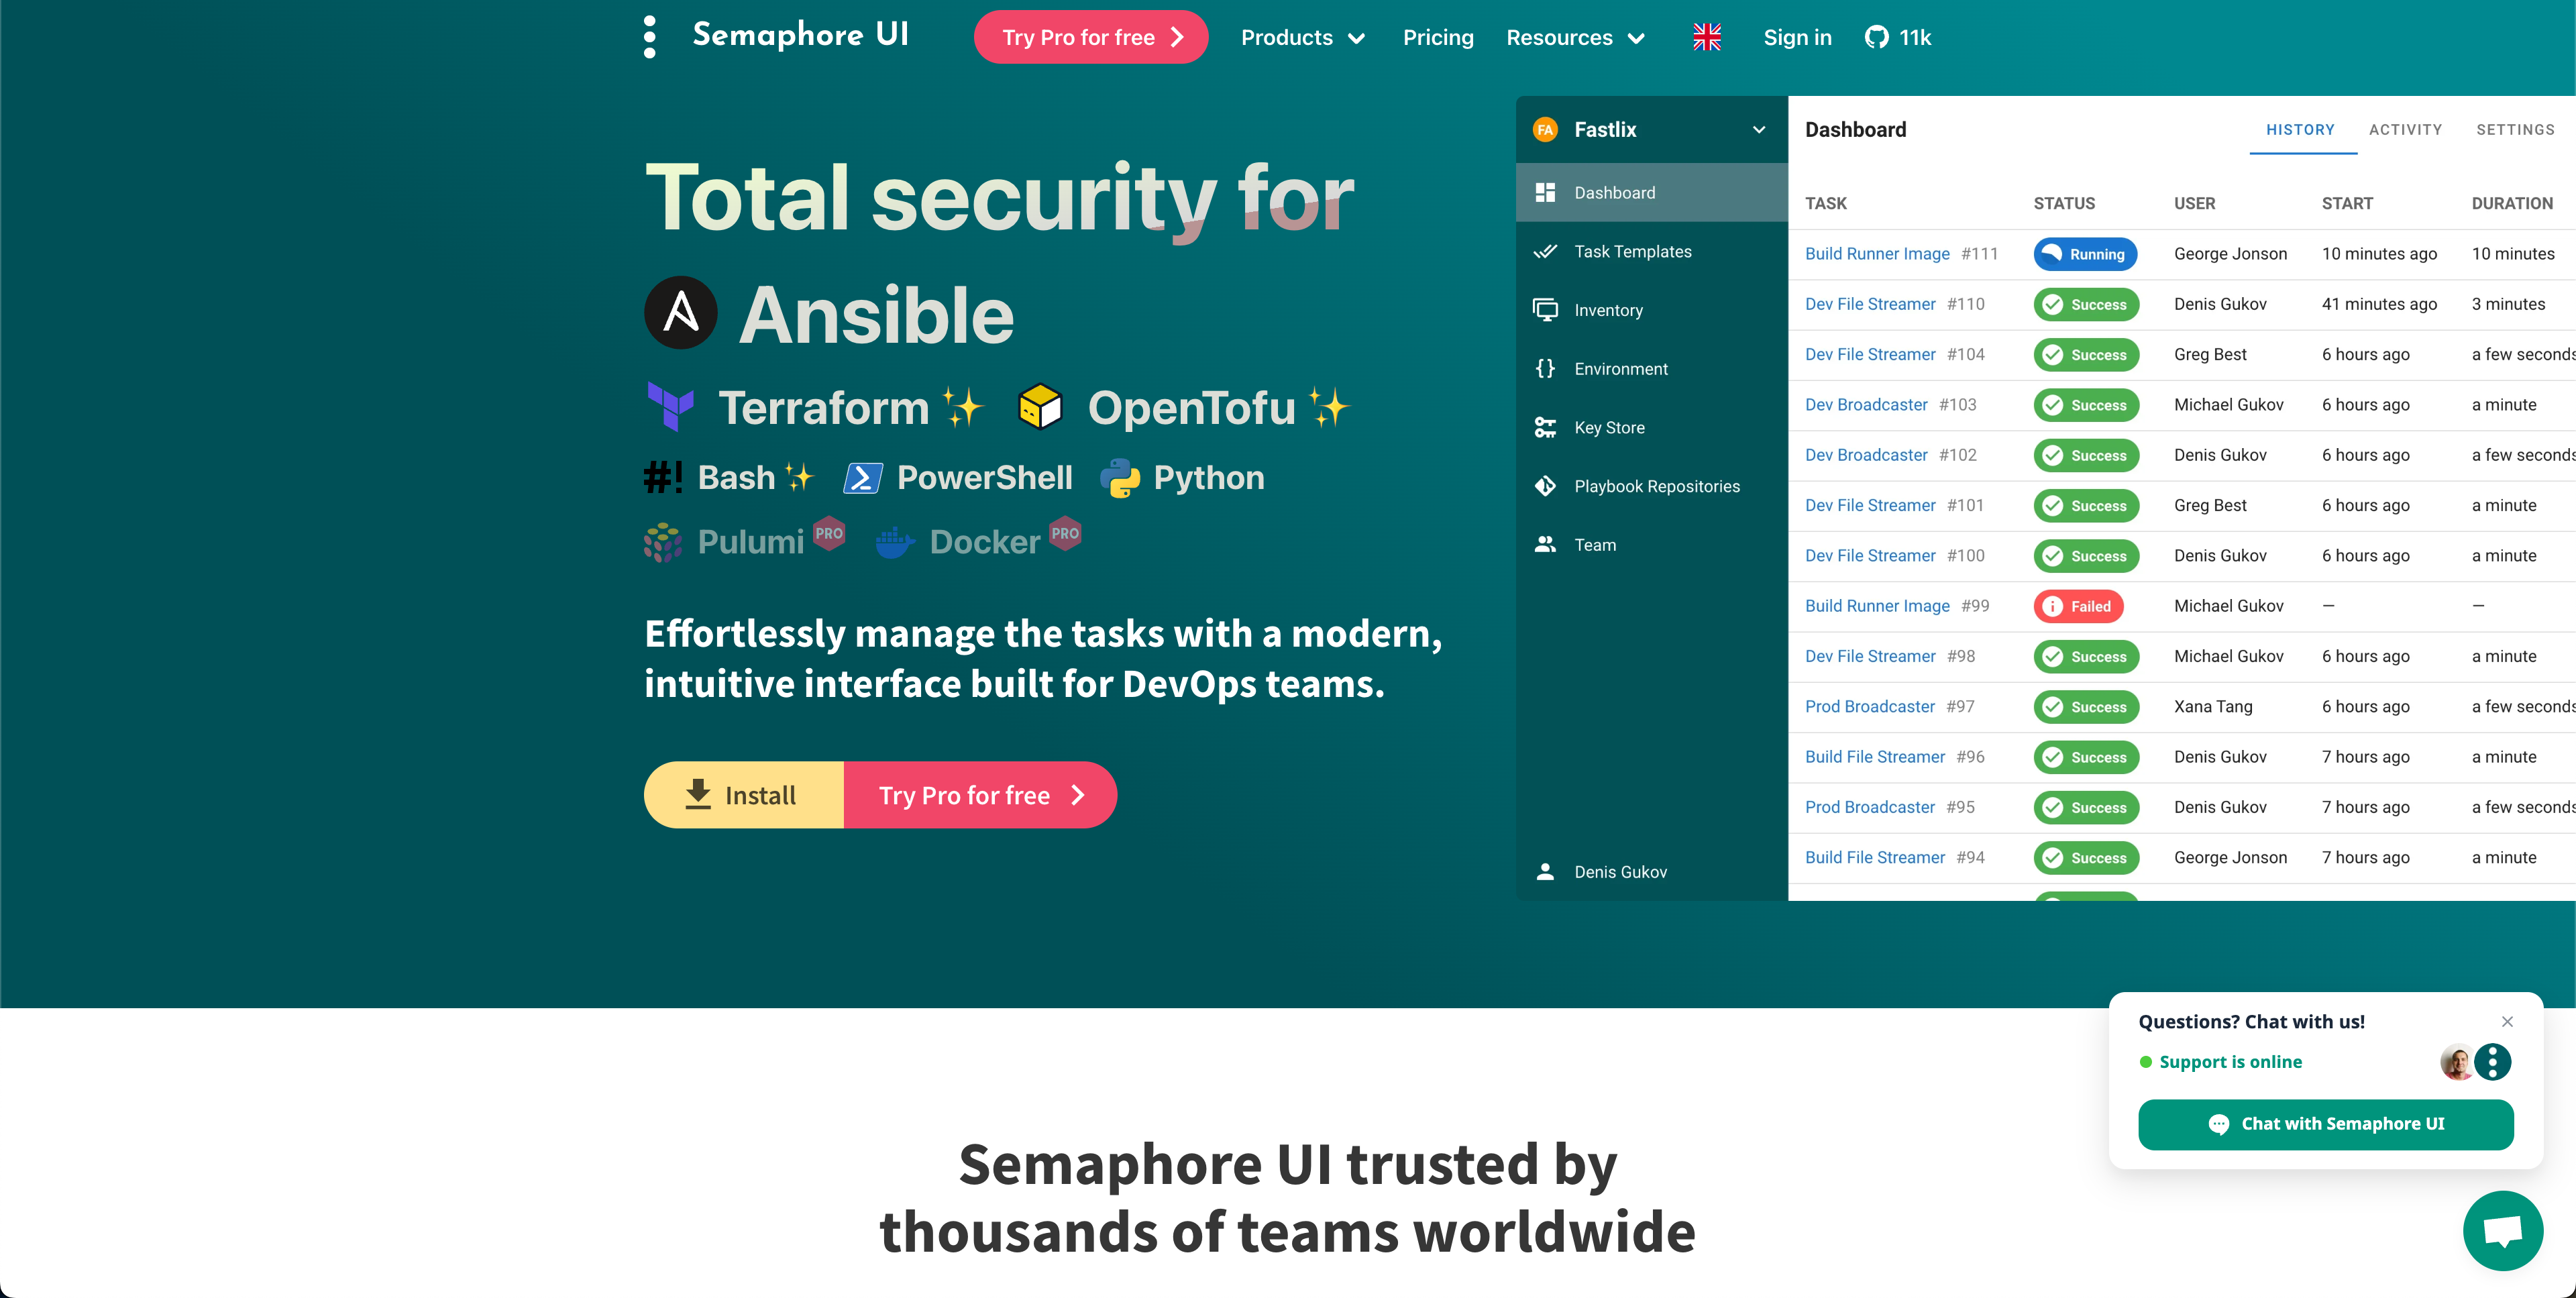 Semaphore UI
Try Pro for free
Products
Pricing
Resources
Sign in
11k
Total security for
Ansible
Terraform ✨ OpenTofu ✨
#! Bash ✨ PowerShell Python
Pulumi PRO Docker PRO
Effortlessly manage the tasks with a modern,
intuitive interface built for DevOps teams.
Install
Try Pro for free
FA Fastlix
Dashboard
Task Templates
Inventory
{} Environment
Key Store
Playbook Repositories
Team
Denis Gukov
Dashboard
HISTORY ACTIVITY SETTINGS
TASK STATUS USER START DURATION
Build Runner Image #111 Running George Jonson 10 minutes ago 10 minutes
Dev File Streamer #110 Success Denis Gukov 41 minutes ago 3 minutes
Dev File Streamer #104 Success Greg Best 6 hours ago a few seconds
Dev Broadcaster #103 Success Michael Gukov 6 hours ago a minute
Dev Broadcaster #102 Success Denis Gukov 6 hours ago a few seconds
Dev File Streamer #101 Success Greg Best 6 hours ago a minute
Dev File Streamer #100 Success Denis Gukov 6 hours ago a minute
Build Runner Image #99 Failed Michael Gukov — —
Dev File Streamer #98 Success Michael Gukov 6 hours ago a minute
Prod Broadcaster #97 Success Xana Tang 6 hours ago a few seconds
Build File Streamer #96 Success Denis Gukov 7 hours ago a minute
Prod Broadcaster #95 Success Denis Gukov 7 hours ago a few seconds
Build File Streamer #94 Success George Jonson 7 hours ago a minute
Questions? Chat with us!
Support is online
Chat with Semaphore UI
Semaphore UI trusted by
thousands of teams worldwide